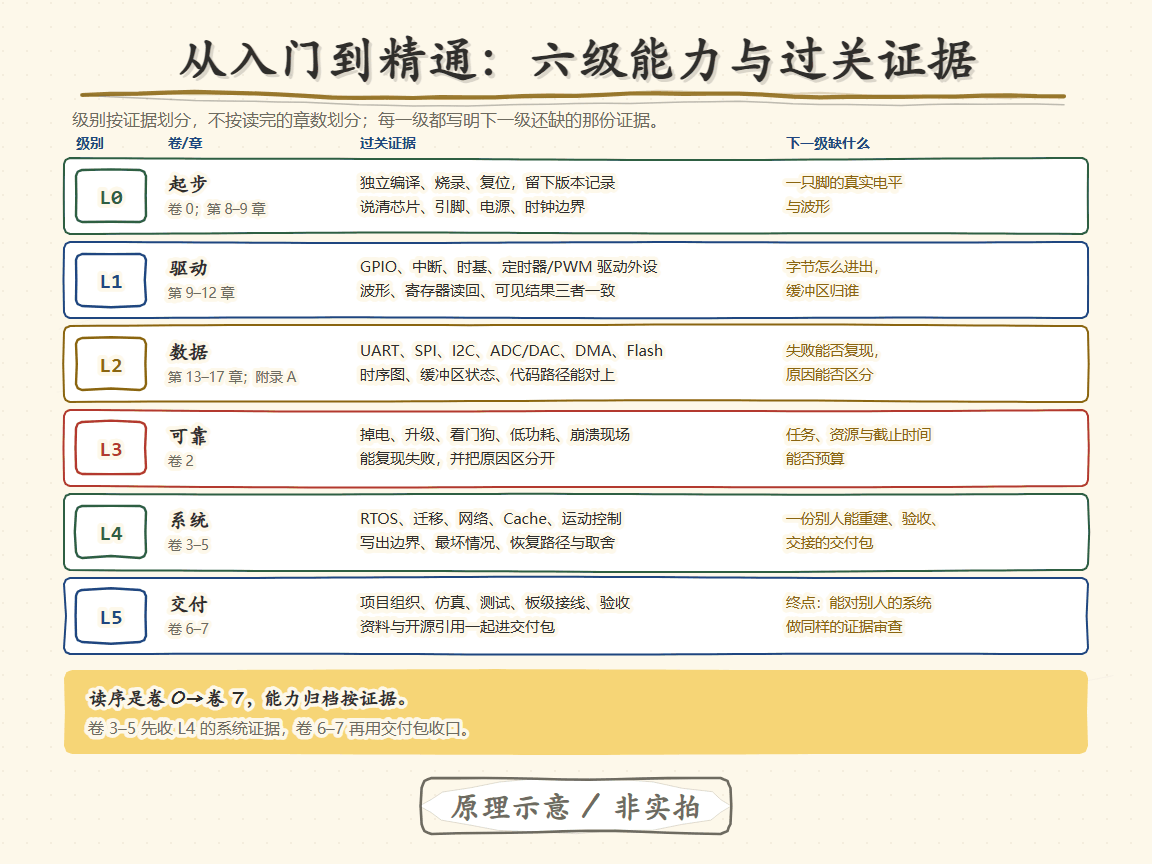 从入门到精通：六级能力与过关证据
级别按证据划分，不按读完的章数划分；每一级都写明下一级还缺的那份证据。
级别 卷/章 过关证据 下一级缺什么
L0
起步
卷 0；第 8–9 章
独立编译、烧录、复位，留下版本记录
说清芯片、引脚、电源、时钟边界
一只脚的真实电平
与波形
L1
驱动
第 9–12 章
GPIO、中断、时基、定时器/PWM 驱动外设
波形、寄存器读回、可见结果三者一致
字节怎么进出，
缓冲区归谁
L2
数据
第 13–17 章；附录 A
UART、SPI、I2C、ADC/DAC、DMA、Flash
时序图、缓冲区状态、代码路径能对上
失败能否复现，
原因能否区分
L3
可靠
卷 2
掉电、升级、看门狗、低功耗、崩溃现场
能复现失败，并把原因区分开
任务、资源与截止时间
能否预算
L4
系统
卷 3–5
RTOS、迁移、网络、Cache、运动控制
写出边界、最坏情况、恢复路径与取舍
一份别人能重建、验收、
交接的交付包
L5
交付
卷 6–7
项目组织、仿真、测试、板级接线、验收
资料与开源引用一起进交付包
终点：能对别人的系统
做同样的证据审查
读序是卷 0→卷 7，能力归档按证据。
卷 3–5 先收 L4 的系统证据，卷 6–7 再用交付包收口。
原理示意 / 非实拍